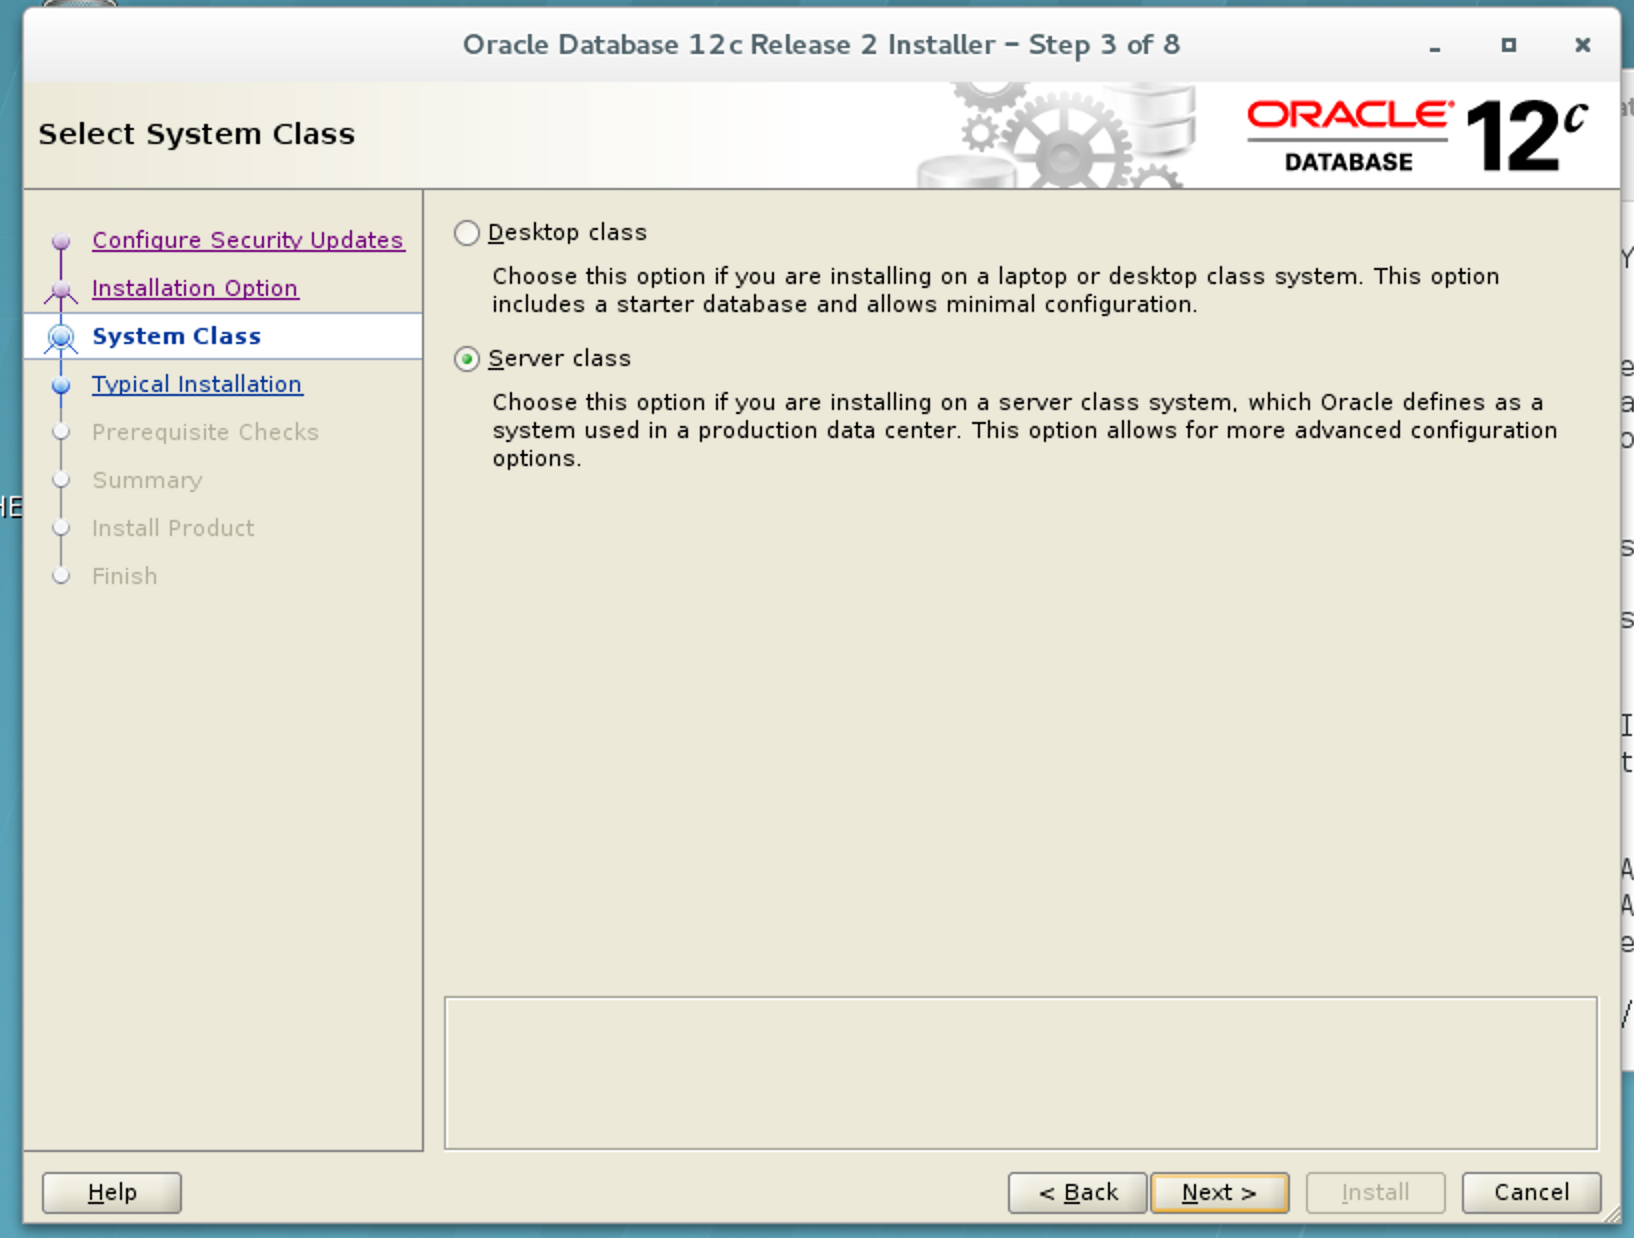 Oracle Database 12c Release 2 Installer – Step 3 of 8
Select System Class
ORACLE
DATABASE
12c
Configure Security Updates
Installation Option
System Class
Typical Installation
Prerequisite Checks
Summary
Install Product
Finish
Desktop class
Choose this option if you are installing on a laptop or desktop class system. This option
includes a starter database and allows minimal configuration.
Server class
Choose this option if you are installing on a server class system, which Oracle defines as a
system used in a production data center. This option allows for more advanced configuration
options.
Help
< Back
Next >
Install
Cancel